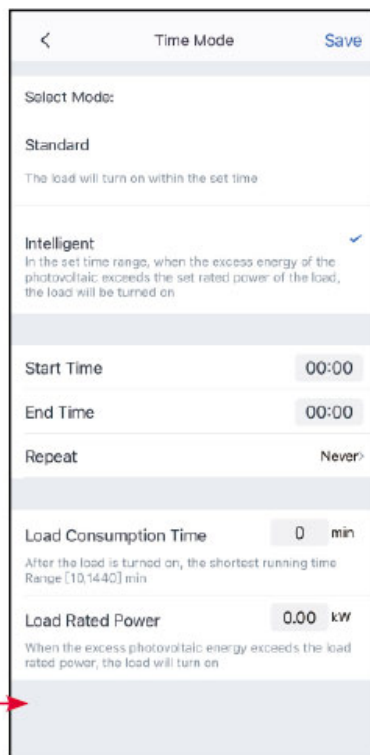 < Time Mode Save
Select Mode:
Standard
The load will turn on within the set time
Intelligent ✓
In the set time range, when the excess energy of the
photovoltaic exceeds the set rated power of the load,
the load will be turned on
Start Time 00:00
End Time 00:00
Repeat Never>
Load Consumption Time 0 min
After the load is turned on, the shortest running time
Range [10,1440] min
Load Rated Power 0.00 kW
When the excess photovoltaic energy exceeds the load
rated power, the load will turn on